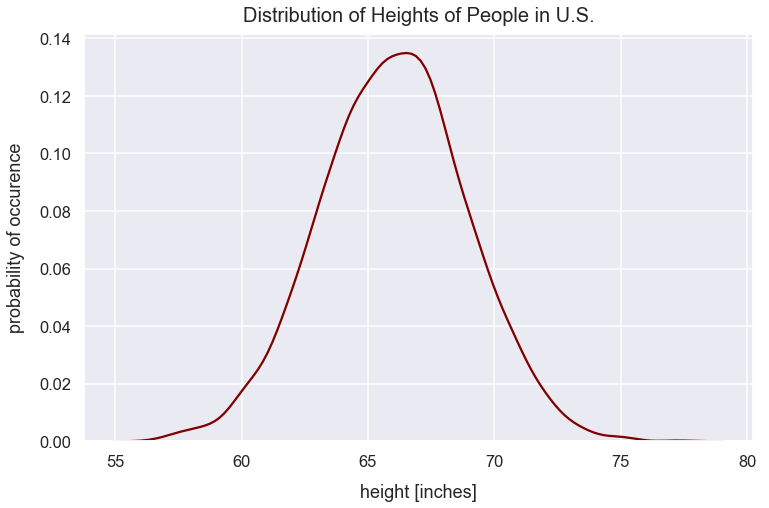 Distribution of Heights of People in U.S.
0.14
0.12
0.10
0.08
0.06
0.04
0.02
0.00
probability of occurence
55 60 65 70 75 80
height [inches]